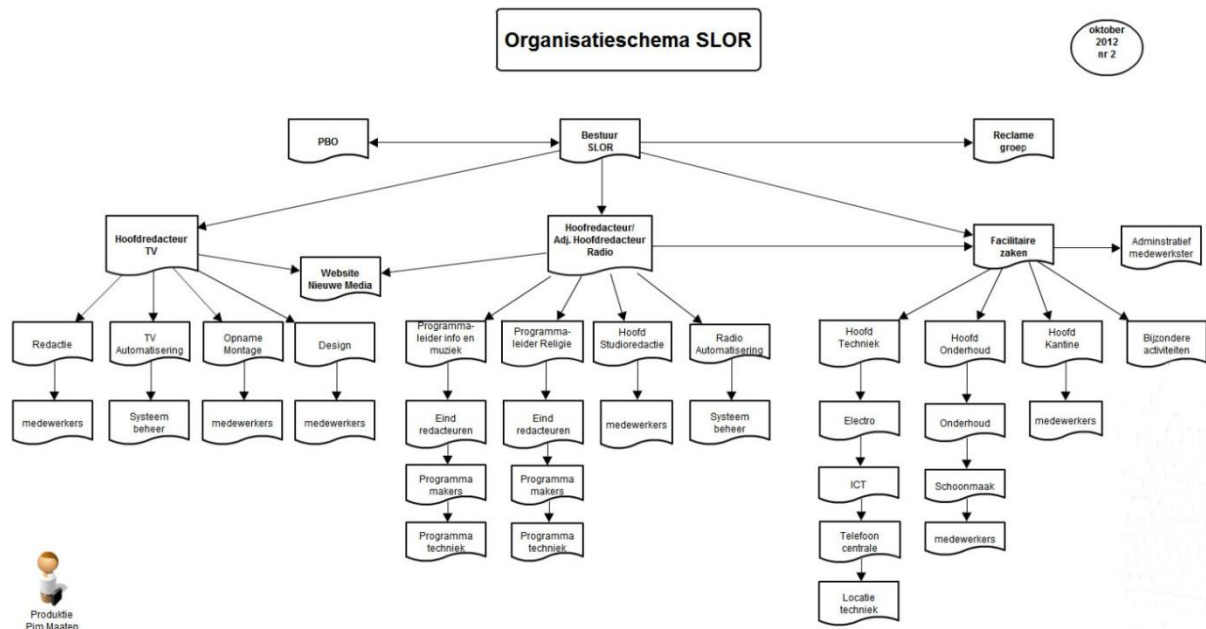 Organisatieschema SLOR
oktober
2012
nr 2
PBO
Bestuur
SLOR
Reclame
groep
Hoofdredacteur
TV
Hoofredacteur/
Adj. Hoofdredacteur
Radio
Facilitaire
zaken
Adminstratief
medewerkster
Website
Nieuwe Media
Redactie
TV
Automatisering
Opname
Montage
Design
Programma-
leider info en
muziek
Programma-
leider Religie
Hoofd
Studioredactie
Radio
Automatisering
Hoofd
Techniek
Hoofd
Onderhoud
Hoofd
Kantine
Bijzondere
activiteiten
medewerkers
Systeem
beheer
medewerkers
medewerkers
Eind
redacteuren
Eind
redacteuren
medewerkers
Systeem
beheer
Electro
Onderhoud
medewerkers
Programma
makers
Programma
makers
ICT
Schoonmaak
Programma
techniek
Programma
techniek
Telefoon
centrale
medewerkers
Locatie
techniek
Produktie
Pim Maaten